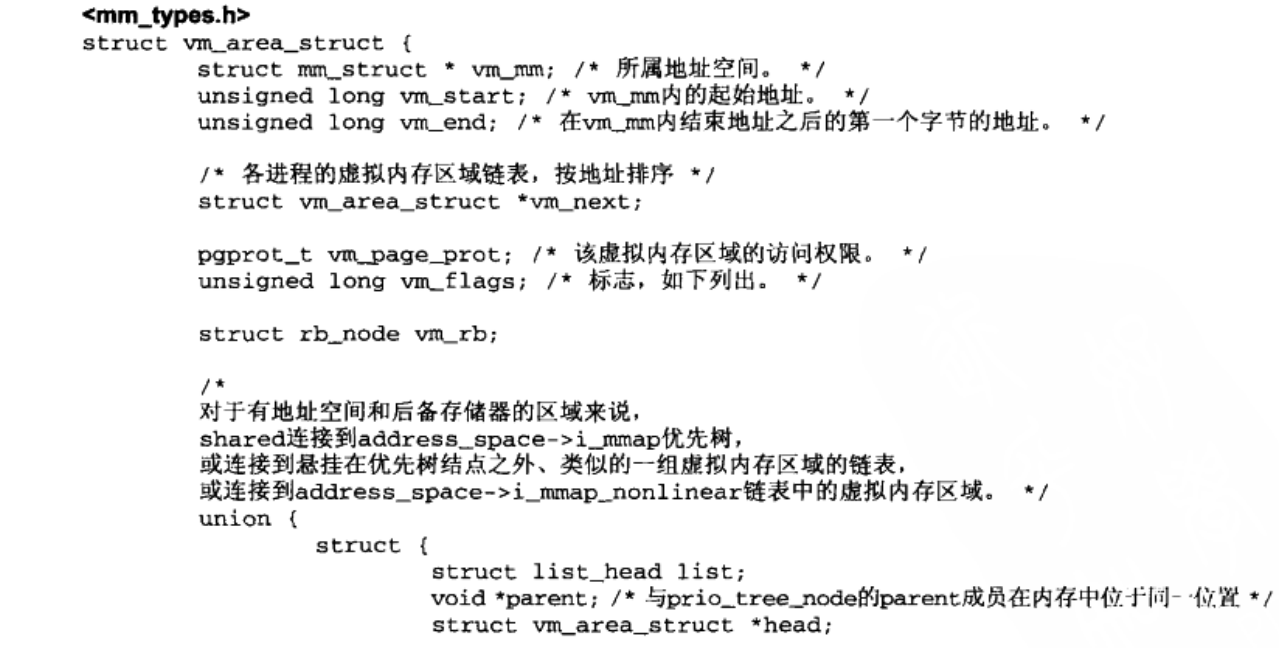 <mm_types.h>
struct vm_area_struct {
struct mm_struct * vm_mm; /* 所属地址空间。 */
unsigned long vm_start; /* vm_mm内的起始地址。 */
unsigned long vm_end; /* 在vm_mm内结束地址之后的第一个字节的地址。 */
/* 各进程的虚拟内存区域链表，按地址排序 */
struct vm_area_struct *vm_next;
pgprot_t vm_page_prot; /* 该虚拟内存区域的访问权限。 */
unsigned long vm_flags; /* 标志，如下列出。 */
struct rb_node vm_rb;
/*
对于有地址空间和后备存储器的区域来说，
shared连接到address_space->i_mmap优先树，
或连接到悬挂在优先树结点之外、类似的一组虚拟内存区域的链表，
或连接到address_space->i_mmap_nonlinear链表中的虚拟内存区域。 */
union {
struct {
struct list_head list;
void *parent; /* 与prio_tree_node的parent成员在内存中位于同一位置 */
struct vm_area_struct *head;